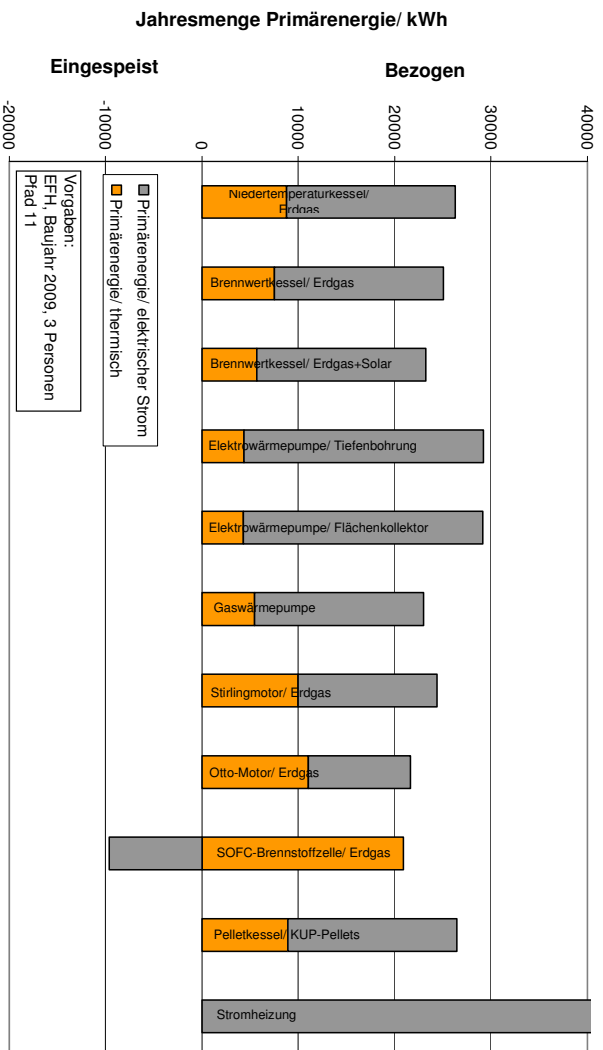 Jahresmenge Primärenergie/ kWh
Eingespeist
Bezogen
-20000
-10000
0
10000
20000
30000
40000
Niedertemperaturkessel/
Erdgas
Brennwertkessel/ Erdgas
Brennwertkessel/ Erdgas+Solar
Elektrowärmepumpe/ Tiefenbohrung
Elektrowärmepumpe/ Flächenkollektor
Gaswärmepumpe
Stirlingmotor/ Erdgas
Otto-Motor/ Erdgas
SOFC-Brennstoffzelle/ Erdgas
Pelletkessel/ KUP-Pellets
Stromheizung
Primärenergie/ elektrischer Strom
Primärenergie/ thermisch
Vorgaben:
EFH, Baujahr 2009, 3 Personen
Pfad 11